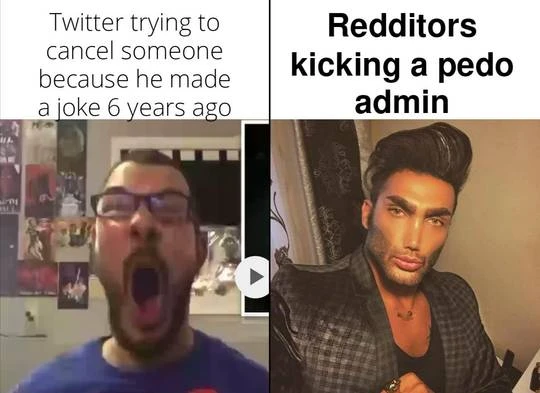 Twitter trying to
cancel someone
because he made
a joke 6 years ago
Redditors
kicking a pedo
admin